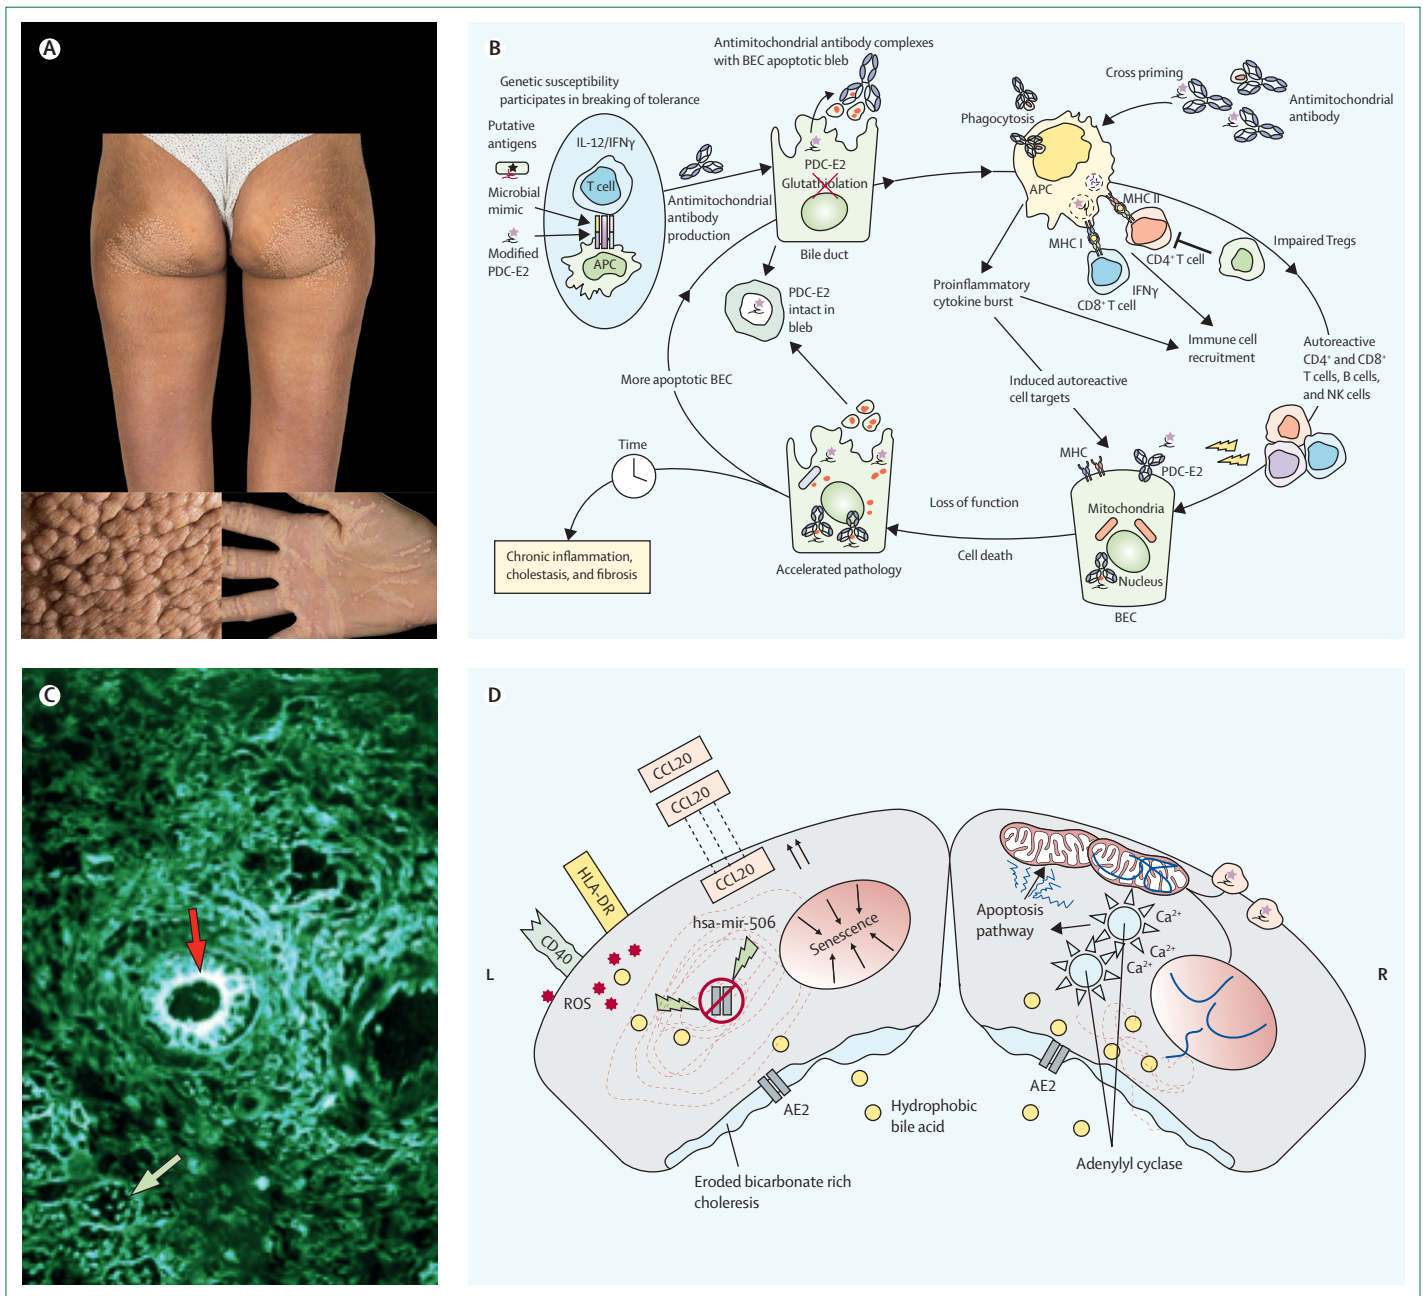 A
B
Antimitochondrial antibody complexes
with BEC apoptotic bleb
Genetic susceptibility
participates in breaking of tolerance
Putative
antigens
Microbial
mimic
Modified
PDC-E2
IL-12/IFNγ
T cell
APC
Antimitochondrial
antibody
production
PDC-E2
Glutathiolation
Bile duct
Cross priming
Antimitochondrial
antibody
Phagocytosis
APC
MHC II
MHC I
CD4⁺ T cell
Impaired Tregs
IFNγ
CD8⁺ T cell
Proinflammatory
cytokine burst
Immune cell
recruitment
PDC-E2
intact in
bleb
More apoptotic BEC
Induced autoreactive
cell targets
Autoreactive
CD4⁺ and CD8⁺
T cells, B cells,
and NK cells
Time
MHC
PDC-E2
Mitochondria
Nucleus
BEC
Loss of function
Cell death
Accelerated pathology
Chronic inflammation,
cholestasis, and fibrosis
C
D
CCL20
CCL20
CCL20
HLA-DR
CD40
ROS
hsa-mir-506
Senescence
L
AE2
Hydrophobic
bile acid
Eroded bicarbonate rich
choleresis
Apoptosis
pathway
Ca²⁺
Ca²⁺
Ca²⁺
R
AE2
Adenylyl cyclase